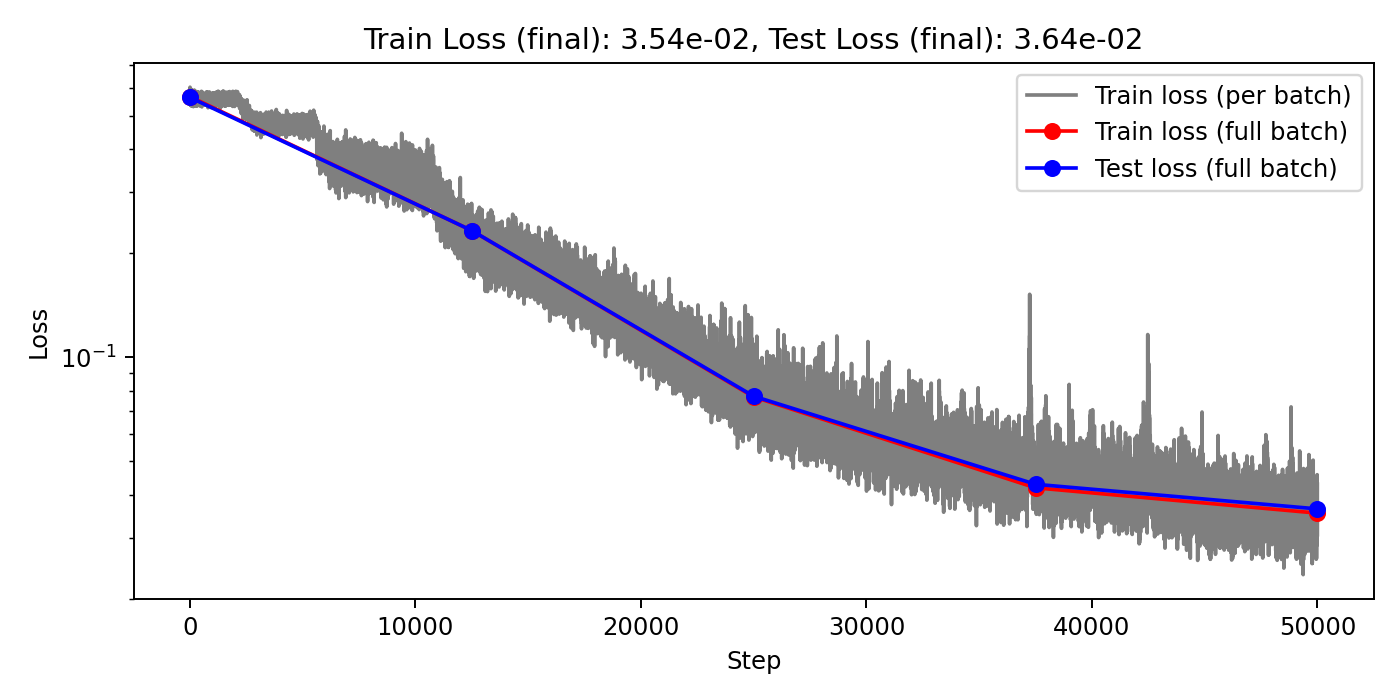 Train Loss (final): 3.54e-02, Test Loss (final): 3.64e-02
Train loss (per batch)
Train loss (full batch)
Test loss (full batch)
Loss
10⁻¹
0 10000 20000 30000 40000 50000
Step